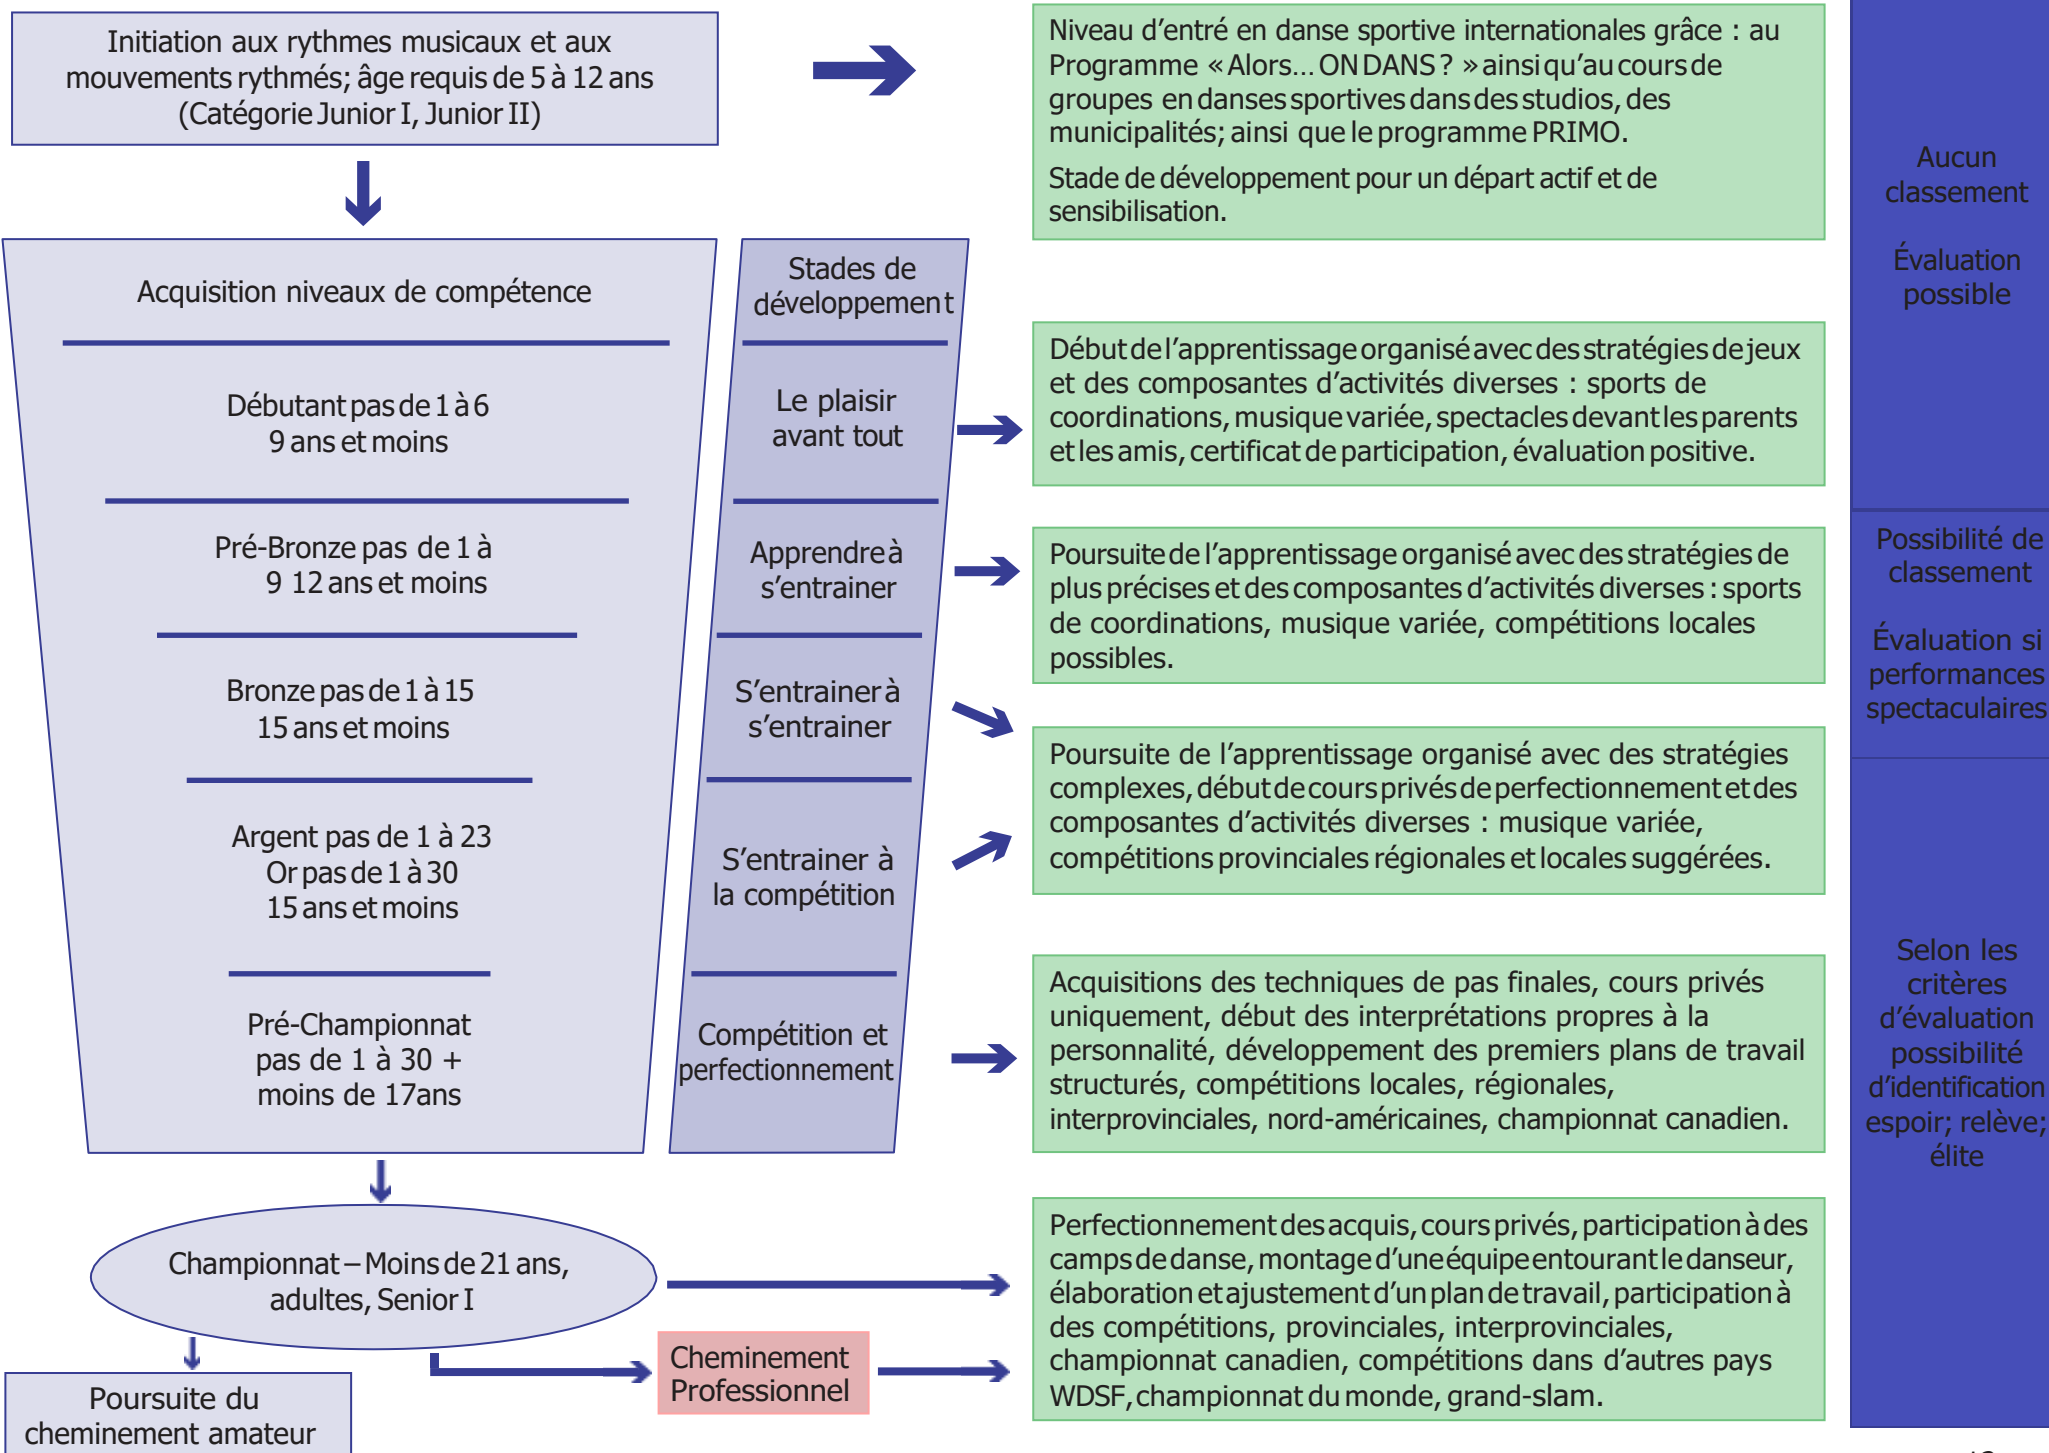 Initiation aux rythmes musicaux et aux
mouvements rythmés; âge requis de 5 à 12 ans
(Catégorie Junior I, Junior II)
Niveau d'entré en danse sportive internationales grâce : au
Programme « Alors… ON DANS ? » ainsi qu'au cours de
groupes en danses sportives dans des studios, des
municipalités; ainsi que le programme PRIMO.
Stade de développement pour un départ actif et de
sensibilisation.
Aucun
classement
Évaluation
possible
Acquisition niveaux de compétence
Stades de
développement
Débutant pas de 1 à 6
9 ans et moins
Le plaisir
avant tout
Début de l'apprentissage organisé avec des stratégies de jeux
et des composantes d'activités diverses : sports de
coordinations, musique variée, spectacles devant les parents
et les amis, certificat de participation, évaluation positive.
Pré-Bronze pas de 1 à
9 12 ans et moins
Apprendre à
s'entrainer
Poursuite de l'apprentissage organisé avec des stratégies de
plus précises et des composantes d'activités diverses : sports
de coordinations, musique variée, compétitions locales
possibles.
Possibilité de
classement
Évaluation si
performances
spectaculaires
Bronze pas de 1 à 15
15 ans et moins
S'entrainer à
s'entrainer
Poursuite de l'apprentissage organisé avec des stratégies
complexes, début de cours privés de perfectionnement et des
composantes d'activités diverses : musique variée,
compétitions provinciales régionales et locales suggérées.
Argent pas de 1 à 23
Or pas de 1 à 30
15 ans et moins
S'entrainer à
la compétition
Selon les
critères
d'évaluation
possibilité
d'identification
espoir; relève;
élite
Pré-Championnat
pas de 1 à 30 +
moins de 17ans
Compétition et
perfectionnement
Acquisitions des techniques de pas finales, cours privés
uniquement, début des interprétations propres à la
personnalité, développement des premiers plans de travail
structurés, compétitions locales, régionales,
interprovinciales, nord-américaines, championnat canadien.
Championnat – Moins de 21 ans,
adultes, Senior I
Perfectionnement des acquis, cours privés, participation à des
camps de danse, montage d'une équipe entourant le danseur,
élaboration et ajustement d'un plan de travail, participation à
des compétitions, provinciales, interprovinciales,
championnat canadien, compétitions dans d'autres pays
WDSF, championnat du monde, grand-slam.
Cheminement
Professionnel
Poursuite du
cheminement amateur